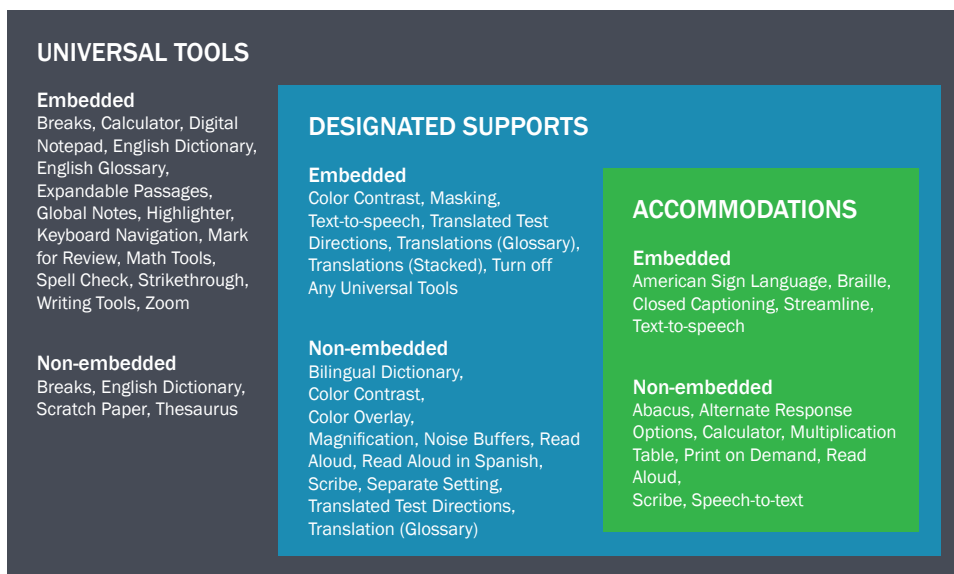 UNIVERSAL TOOLS
Embedded
Breaks, Calculator, Digital
Notepad, English Dictionary,
English Glossary,
Expandable Passages,
Global Notes, Highlighter,
Keyboard Navigation, Mark
for Review, Math Tools,
Spell Check, Strikethrough,
Writing Tools, Zoom
Non-embedded
Breaks, English Dictionary,
Scratch Paper, Thesaurus
DESIGNATED SUPPORTS
Embedded
Color Contrast, Masking,
Text-to-speech, Translated Test
Directions, Translations (Glossary),
Translations (Stacked), Turn off
Any Universal Tools
Non-embedded
Bilingual Dictionary,
Color Contrast,
Color Overlay,
Magnification, Noise Buffers, Read
Aloud, Read Aloud in Spanish,
Scribe, Separate Setting,
Translated Test Directions,
Translation (Glossary)
ACCOMMODATIONS
Embedded
American Sign Language, Braille,
Closed Captioning, Streamline,
Text-to-speech
Non-embedded
Abacus, Alternate Response
Options, Calculator, Multiplication
Table, Print on Demand, Read
Aloud,
Scribe, Speech-to-text